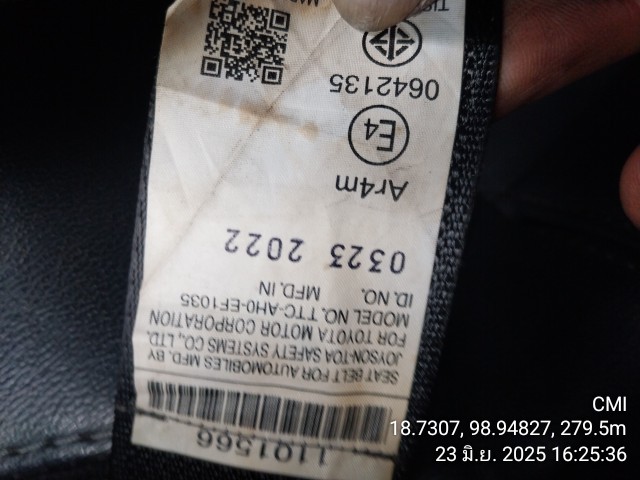 1101566
SEAT BELT FOR AUTOMOBILES MFD. BY
JOYSON-TOA SAFETY SYSTEMS CO., LTD.
FOR TOYOTA MOTOR CORPORATION
MODEL NO. TTC-AH0-EF1035
ID. NO. MFD. IN
0323 2022
Ar4m
E4
0642135
CMI
18.7307, 98.94827, 279.5m
23 มิ.ย. 2025 16:25:36